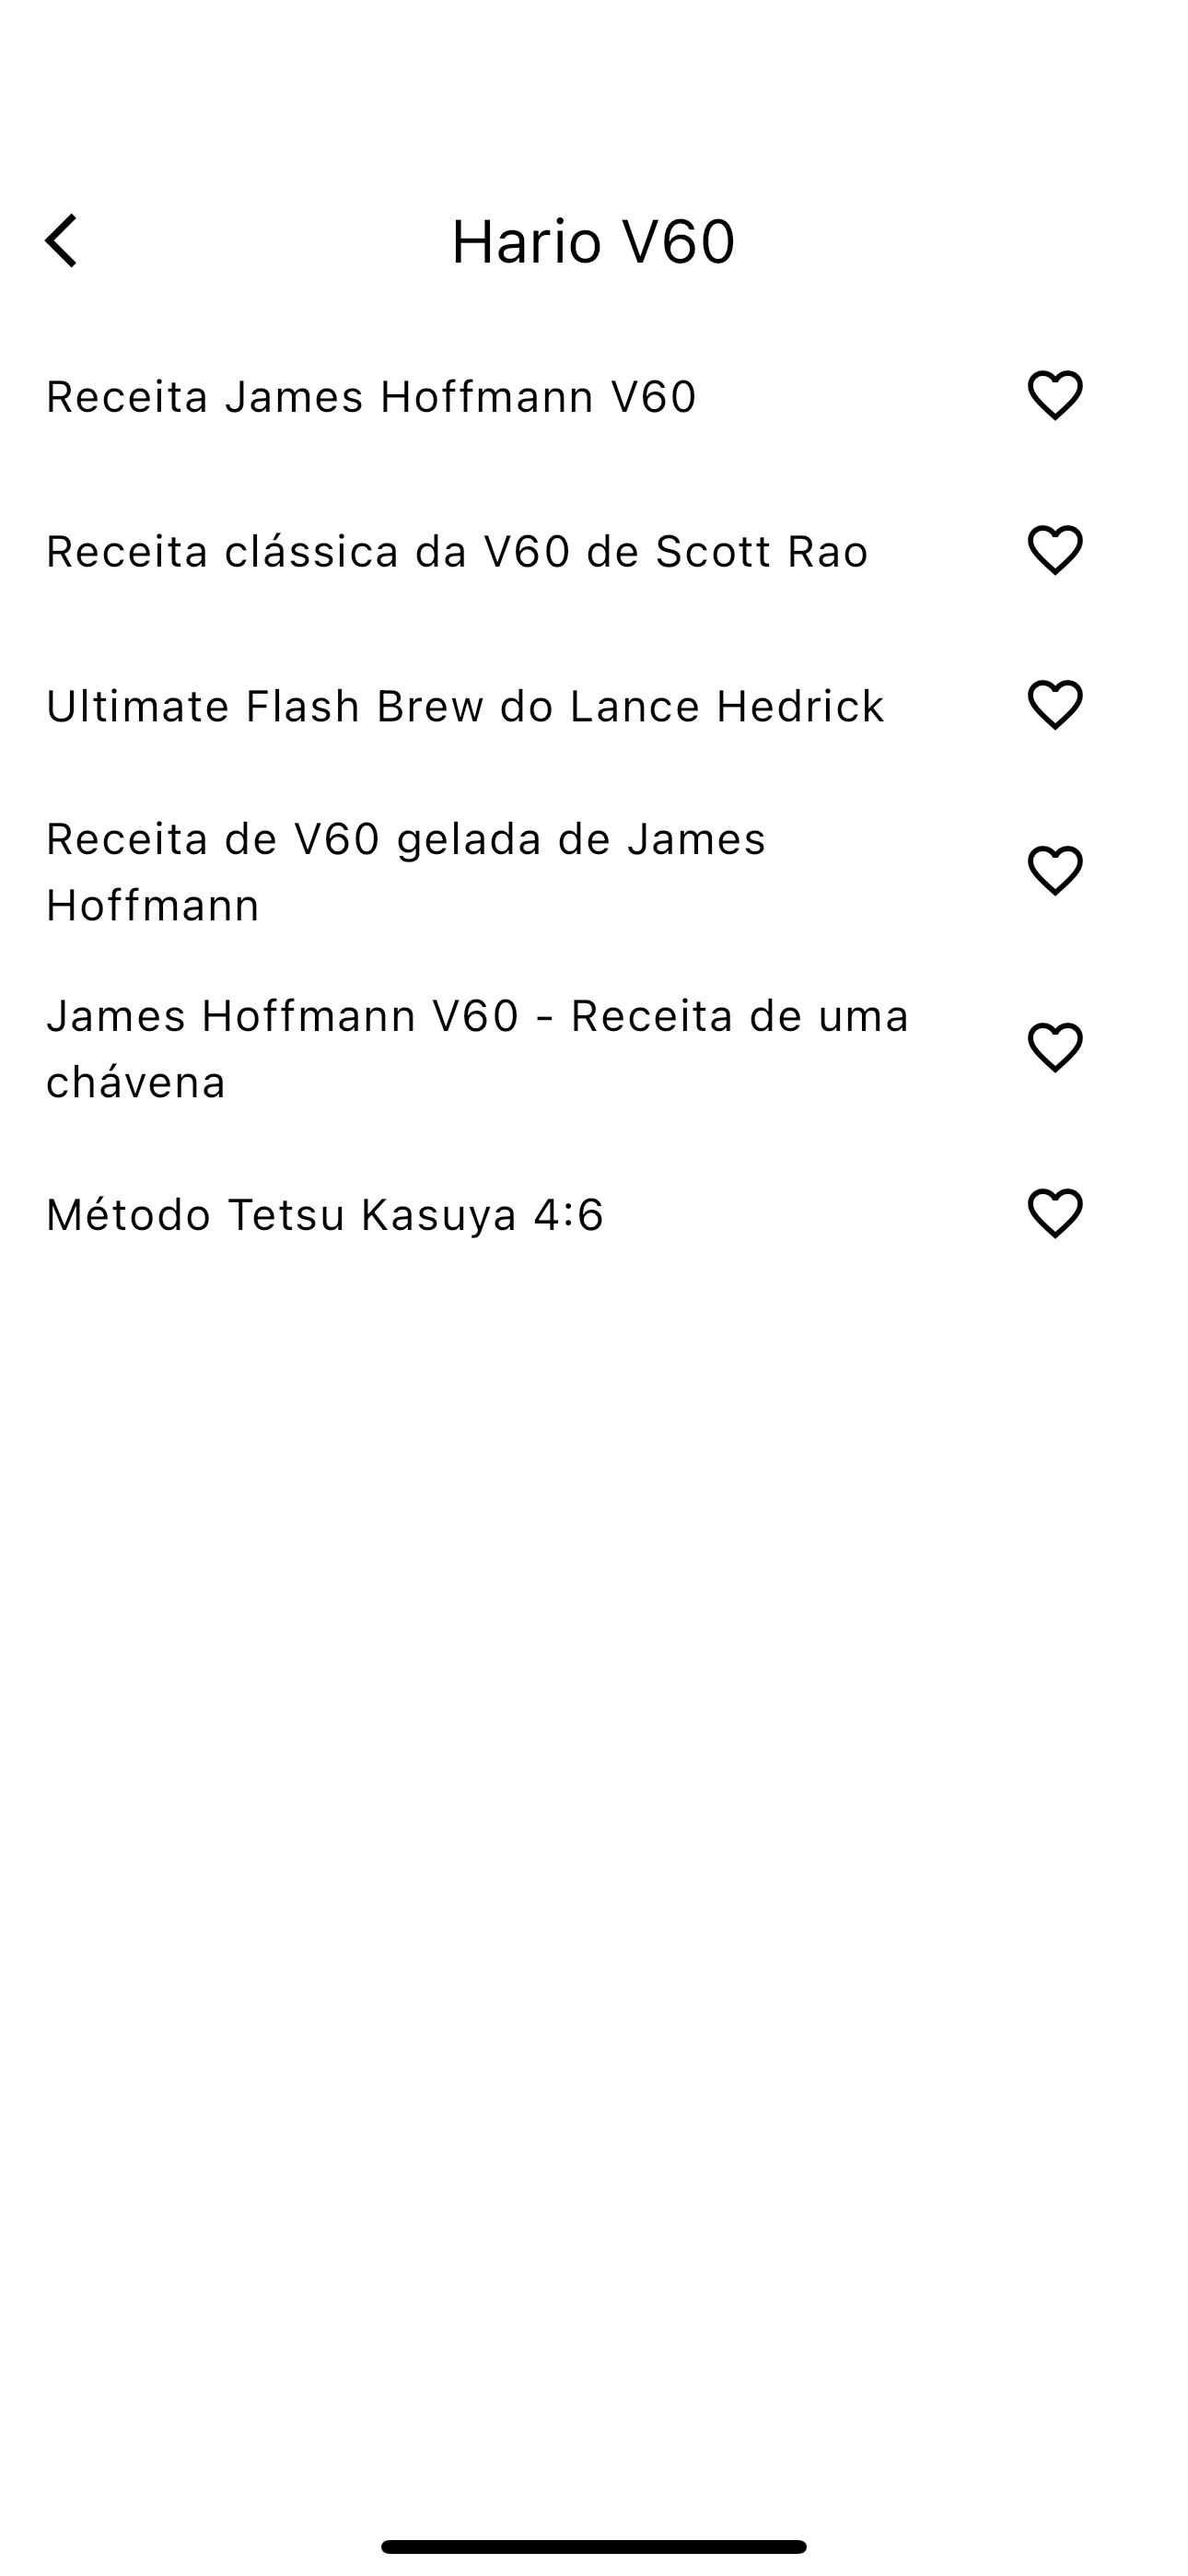 Hario V60
Receita James Hoffmann V60
Receita clássica da V60 de Scott Rao
Ultimate Flash Brew do Lance Hedrick
Receita de V60 gelada de James
Hoffmann
James Hoffmann V60 - Receita de uma
chávena
Método Tetsu Kasuya 4:6